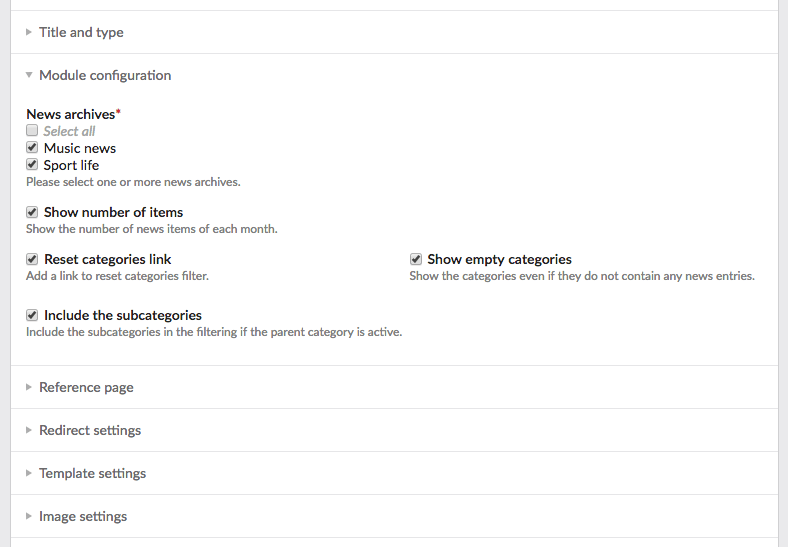 Title and type
Module configuration
News archives*
Select all
Music news
Sport life
Please select one or more news archives.
Show number of items
Show the number of news items of each month.
Reset categories link
Add a link to reset categories filter.
Show empty categories
Show the categories even if they do not contain any news entries.
Include the subcategories
Include the subcategories in the filtering if the parent category is active.
Reference page
Redirect settings
Template settings
Image settings